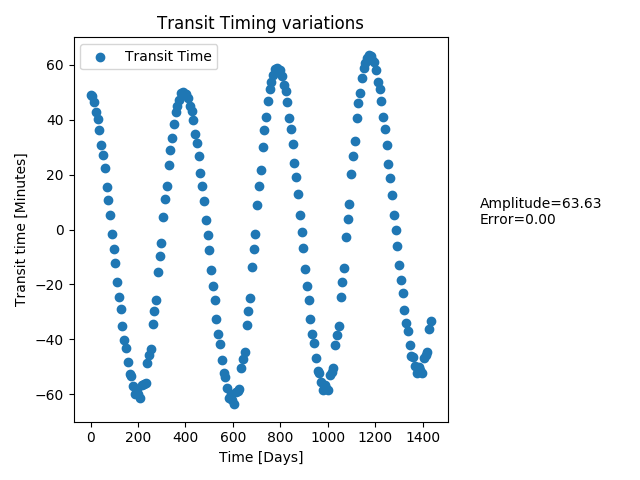 Transit Timing variations
Transit Time
60
40
20
0
−20
−40
−60
Transit time [Minutes]
0 200 400 600 800 1000 1200 1400
Time [Days]
Amplitude=63.63
Error=0.00